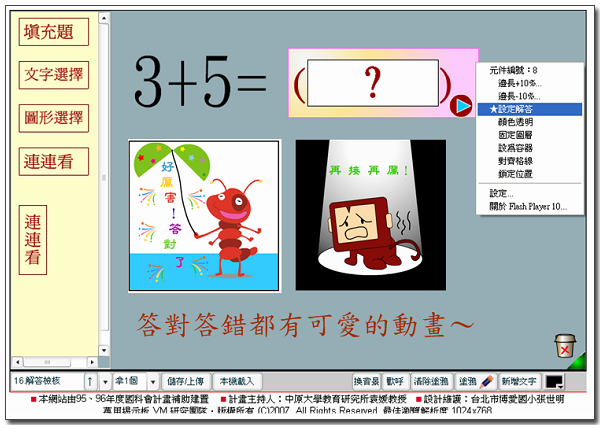 填充題
文字選擇
圖形選擇
連連看
連連看
3+5=
( ? )
元件編號：8
邊長+10%...
邊長-10%...
★設定解答
顏色透明
固定圖層
設為容器
對齊格線
鎖定位置
設定...
關於 Flash Player 10...
好厲害！答對了
再接再厲！
答對答錯都有可愛的動畫～
16.解答檢核
拿1個
儲存/上傳
本機載入
換背景
歡呼
清除塗鴉
塗鴉
新增文字
■本網站由95、96年度國科會計畫補助建置 ■計畫主持人：中原大學教育研究所袁媛教授 ■設計維護：台北市博愛國小張世明
萬用揭示板 VM 研究團隊‧版權所有 (C)2007. All Rights Reserved. 最佳瀏覽解析度 1024x768